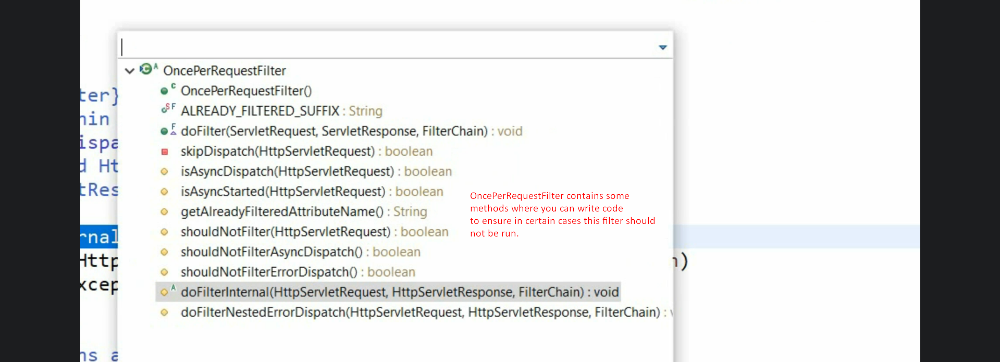 OncePerRequestFilter
OncePerRequestFilter()
ALREADY_FILTERED_SUFFIX : String
doFilter(ServletRequest, ServletResponse, FilterChain) : void
skipDispatch(HttpServletRequest) : boolean
isAsyncDispatch(HttpServletRequest) : boolean
isAsyncStarted(HttpServletRequest) : boolean
getAlreadyFilteredAttributeName() : String
shouldNotFilter(HttpServletRequest) : boolean
shouldNotFilterAsyncDispatch() : boolean
shouldNotFilterErrorDispatch() : boolean
doFilterInternal(HttpServletRequest, HttpServletResponse, FilterChain) : void
doFilterNestedErrorDispatch(HttpServletRequest, HttpServletResponse, FilterChain) :
OncePerRequestFilter contains some
methods where you can write code
to ensure in certain cases this filter should
not be run.
ter}
nin
ispa
d Ht
tRes
rnal
Http
n)
xcep
ns a